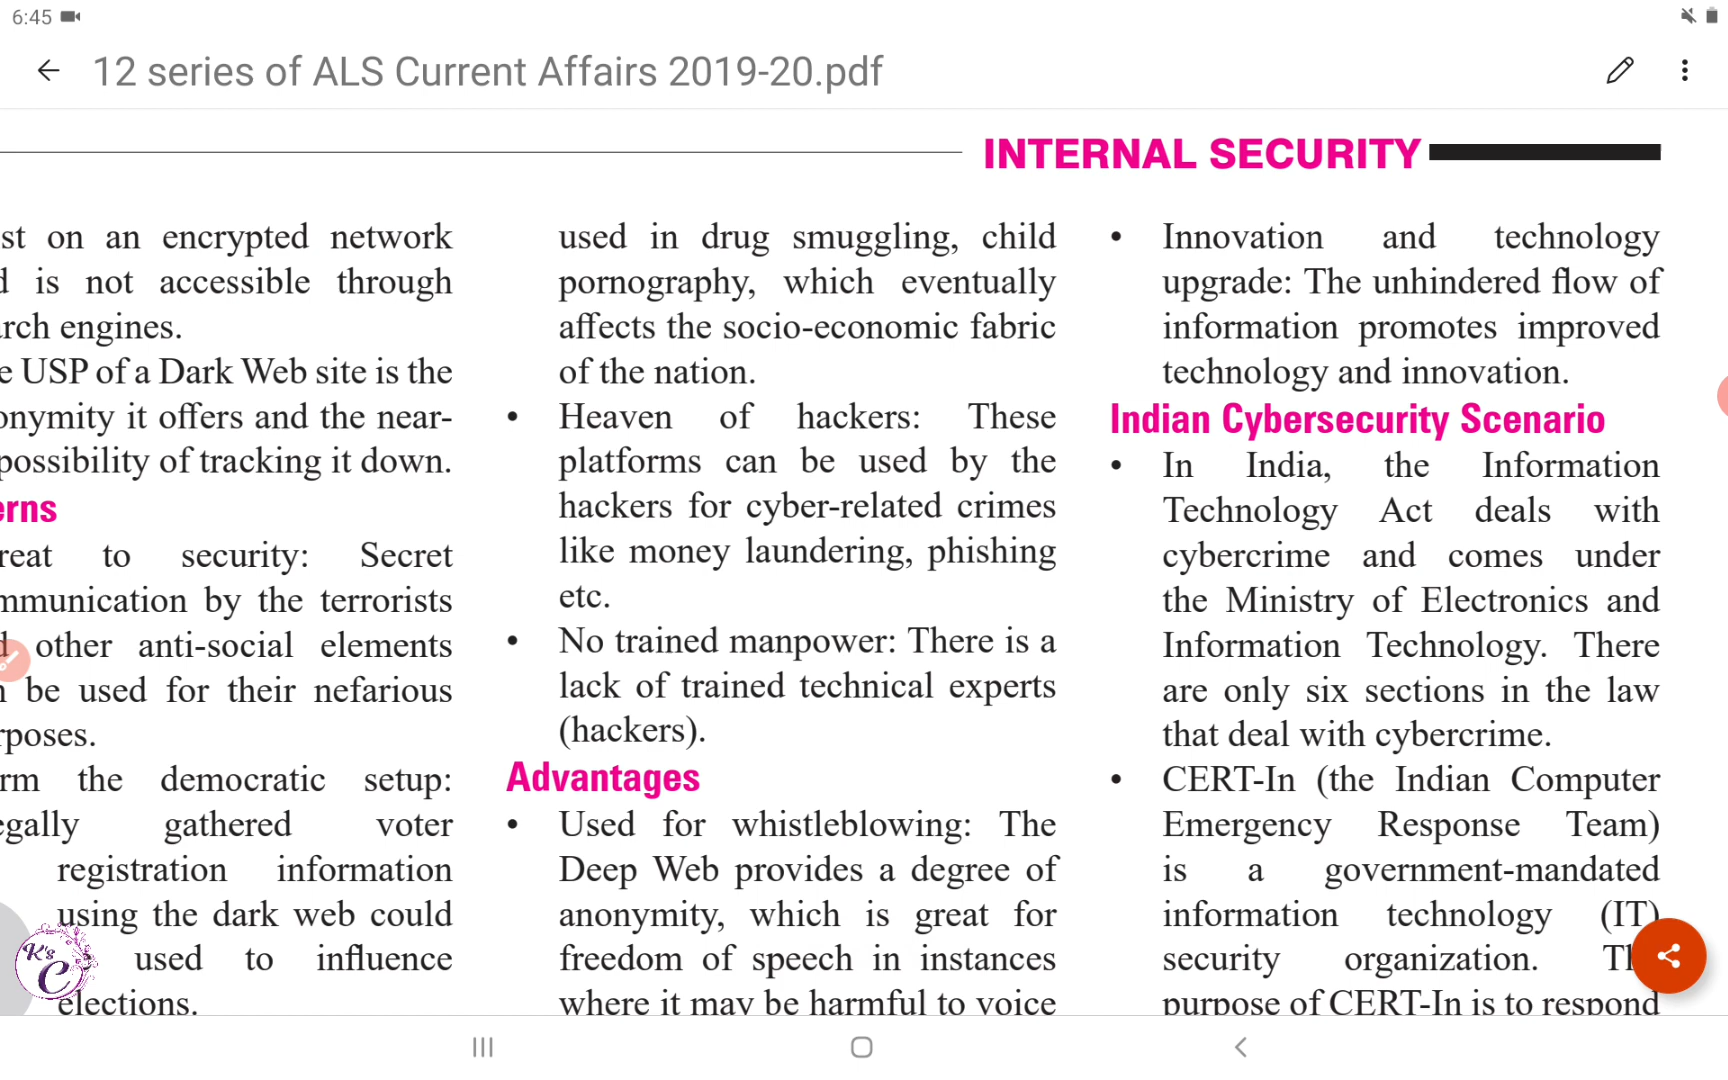 6:45
12 series of ALS Current Affairs 2019-20.pdf
INTERNAL SECURITY
st on an encrypted network
d is not accessible through
arch engines.
e USP of a Dark Web site is the
onymity it offers and the near-
possibility of tracking it down.
erns
reat to security: Secret
mmunication by the terrorists
d other anti-social elements
n be used for their nefarious
rposes.
rm the democratic setup:
egally gathered voter
registration information
using the dark web could
used to influence
elections.
K's
C
used in drug smuggling, child
pornography, which eventually
affects the socio-economic fabric
of the nation.
• Heaven of hackers: These
platforms can be used by the
hackers for cyber-related crimes
like money laundering, phishing
etc.
• No trained manpower: There is a
lack of trained technical experts
(hackers).
Advantages
• Used for whistleblowing: The
Deep Web provides a degree of
anonymity, which is great for
freedom of speech in instances
where it may be harmful to voice
• Innovation and technology
upgrade: The unhindered flow of
information promotes improved
technology and innovation.
Indian Cybersecurity Scenario
• In India, the Information
Technology Act deals with
cybercrime and comes under
the Ministry of Electronics and
Information Technology. There
are only six sections in the law
that deal with cybercrime.
• CERT-In (the Indian Computer
Emergency Response Team)
is a government-mandated
information technology (IT)
security organization.
purpose of CERT-In is to respond